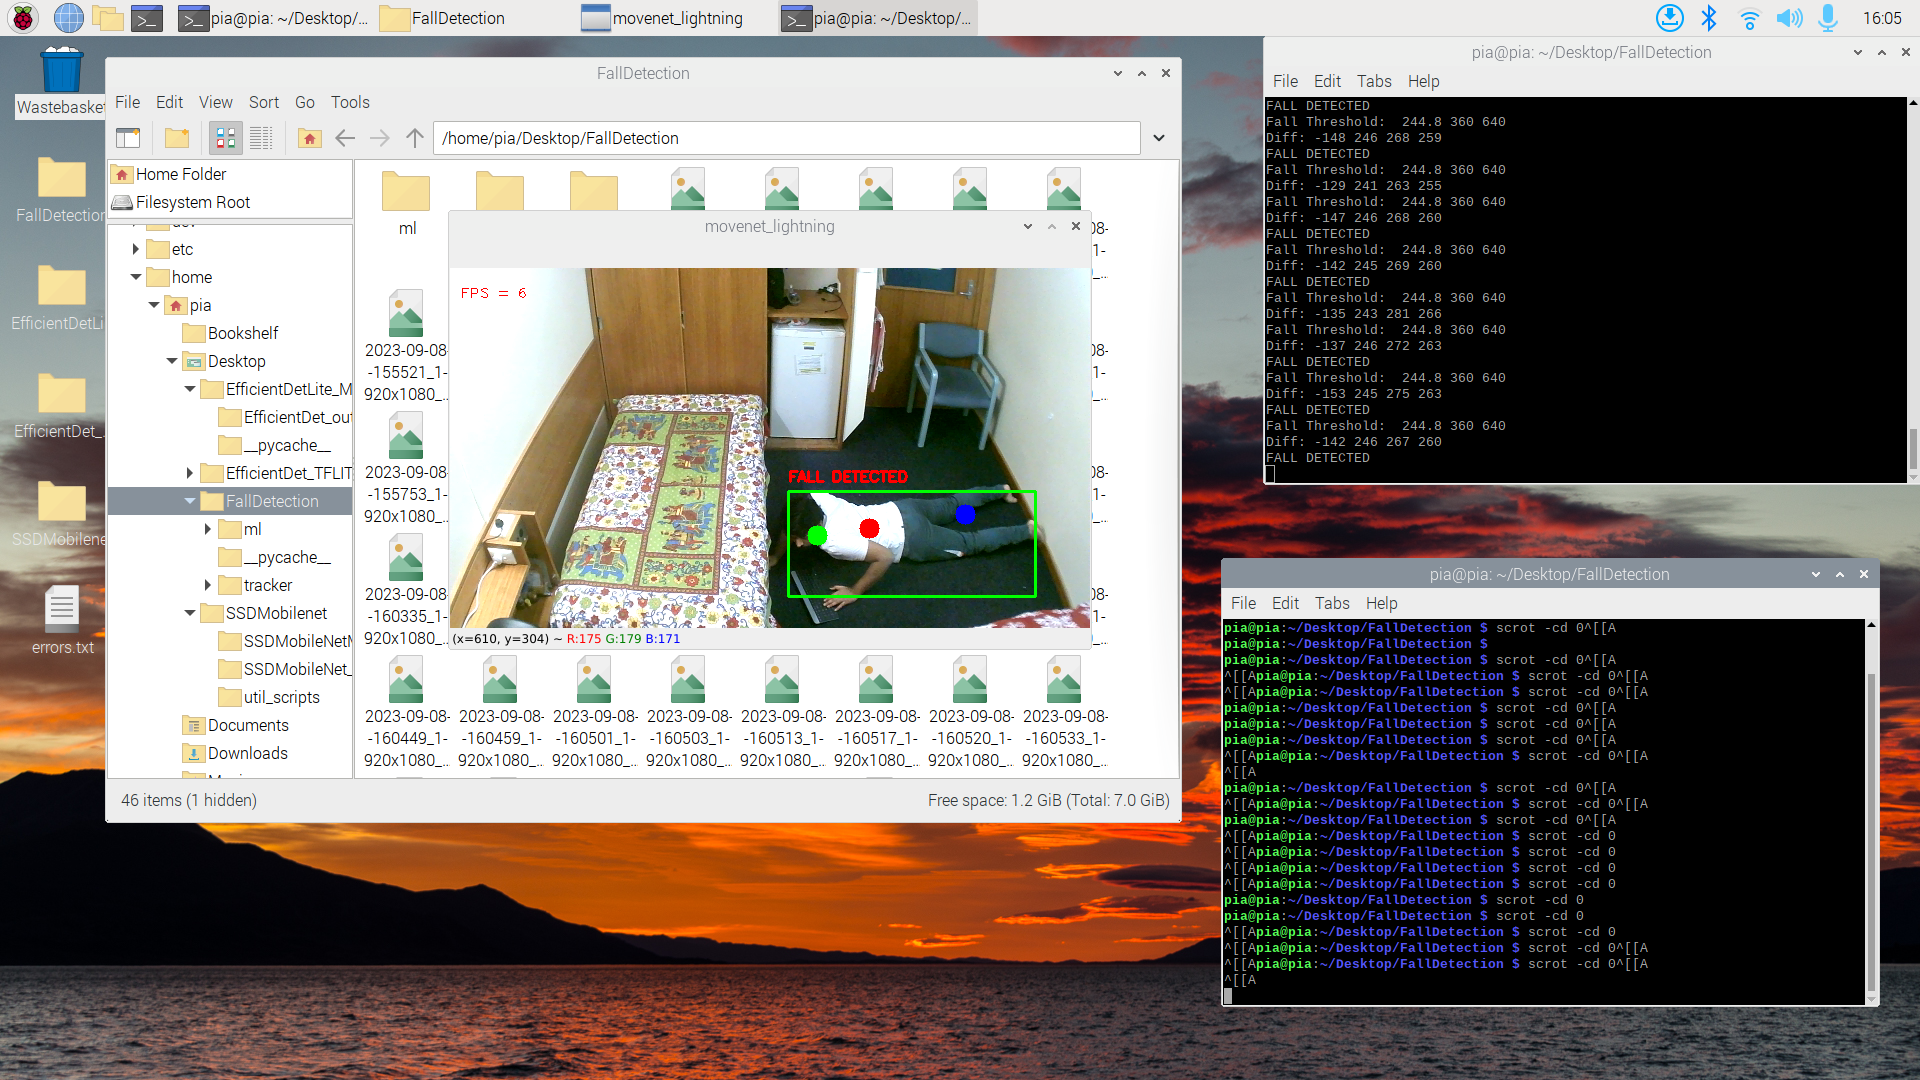 pia@pia: ~/Desktop/...
FallDetection
movenet_lightning
pia@pia: ~/Desktop/...
16:05
Wastebasket
FallDetection
EfficientDetLi
EfficientDet_.
SSDMobilene
errors.txt
FallDetection
File Edit View Sort Go Tools
/home/pia/Desktop/FallDetection
Home Folder
Filesystem Root
etc
home
pia
Bookshelf
Desktop
EfficientDetLite_M
EfficientDet_ou
__pycache__
EfficientDet_TFLIT
FallDetection
ml
__pycache__
tracker
SSDMobilenet
SSDMobileNetM
SSDMobileNet_
util_scripts
Documents
Downloads
ml
2023-09-08-
-155521_1-
920x1080_...
2023-09-08-
-155753_1-
920x1080_...
2023-09-08-
-160335_1-
920x1080_...
2023-09-08- 2023-09-08- 2023-09-08- 2023-09-08- 2023-09-08- 2023-09-08- 2023-09-08- 2023-09-08-
-160449_1- -160459_1- -160501_1- -160503_1- -160513_1- -160517_1- -160520_1- -160533_1-
920x1080_... 920x1080_... 920x1080_... 920x1080_... 920x1080_... 920x1080_... 920x1080_... 920x1080_...
46 items (1 hidden)
Free space: 1.2 GiB (Total: 7.0 GiB)
movenet_lightning
FPS = 6
FALL DETECTED
(x=610, y=304) ~ R:175 G:179 B:171
pia@pia: ~/Desktop/FallDetection
File Edit Tabs Help
FALL DETECTED
Fall Threshold:  244.8 360 640
Diff: -148 246 268 259
FALL DETECTED
Fall Threshold:  244.8 360 640
Diff: -129 241 263 255
Fall Threshold:  244.8 360 640
Diff: -147 246 268 260
FALL DETECTED
Fall Threshold:  244.8 360 640
Diff: -142 245 269 260
FALL DETECTED
Fall Threshold:  244.8 360 640
Diff: -135 243 281 266
Fall Threshold:  244.8 360 640
Diff: -137 246 272 263
FALL DETECTED
Fall Threshold:  244.8 360 640
Diff: -153 245 275 263
FALL DETECTED
Fall Threshold:  244.8 360 640
Diff: -142 246 267 260
FALL DETECTED
pia@pia: ~/Desktop/FallDetection
File Edit Tabs Help
pia@pia:~/Desktop/FallDetection $ scrot -cd 0^[[A
pia@pia:~/Desktop/FallDetection $
pia@pia:~/Desktop/FallDetection $ scrot -cd 0^[[A
^[[Apia@pia:~/Desktop/FallDetection $ scrot -cd 0^[[A
^[[Apia@pia:~/Desktop/FallDetection $ scrot -cd 0^[[A
pia@pia:~/Desktop/FallDetection $ scrot -cd 0^[[A
pia@pia:~/Desktop/FallDetection $ scrot -cd 0^[[A
pia@pia:~/Desktop/FallDetection $ scrot -cd 0^[[A
^[[Apia@pia:~/Desktop/FallDetection $ scrot -cd 0^[[A
^[[A
pia@pia:~/Desktop/FallDetection $ scrot -cd 0^[[A
^[[Apia@pia:~/Desktop/FallDetection $ scrot -cd 0^[[A
pia@pia:~/Desktop/FallDetection $ scrot -cd 0^[[A
^[[Apia@pia:~/Desktop/FallDetection $ scrot -cd 0
^[[Apia@pia:~/Desktop/FallDetection $ scrot -cd 0
^[[Apia@pia:~/Desktop/FallDetection $ scrot -cd 0
^[[Apia@pia:~/Desktop/FallDetection $ scrot -cd 0
pia@pia:~/Desktop/FallDetection $ scrot -cd 0
pia@pia:~/Desktop/FallDetection $ scrot -cd 0
^[[Apia@pia:~/Desktop/FallDetection $ scrot -cd 0
^[[Apia@pia:~/Desktop/FallDetection $ scrot -cd 0^[[A
^[[Apia@pia:~/Desktop/FallDetection $ scrot -cd 0^[[A
^[[A